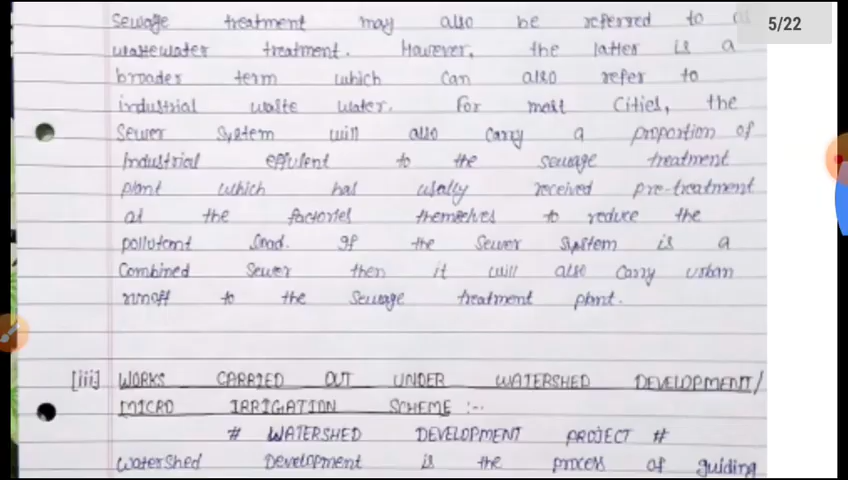 Sewage treatment may also be referred to as
wastewater treatment. However, the latter is a
broader term which can also refer to
industrial waste water. For most cities, the
Sewer System will also carry a proportion of
Industrial effulent to the sewage treatment
plant which has usally received pre-treatment
at the factories themselves to reduce the
pollutant load. If the Sewer System is a
Combined Sewer then it will also carry urban
runoff to the Sewage treatment plant.
[iii] WORKS CARRIED OUT UNDER WATERSHED DEVELOPMENT/
MICRO IRRIGATION SCHEME :--
# WATERSHED DEVELOPMENT PROJECT #
Watershed Development is the process of guiding
5/22